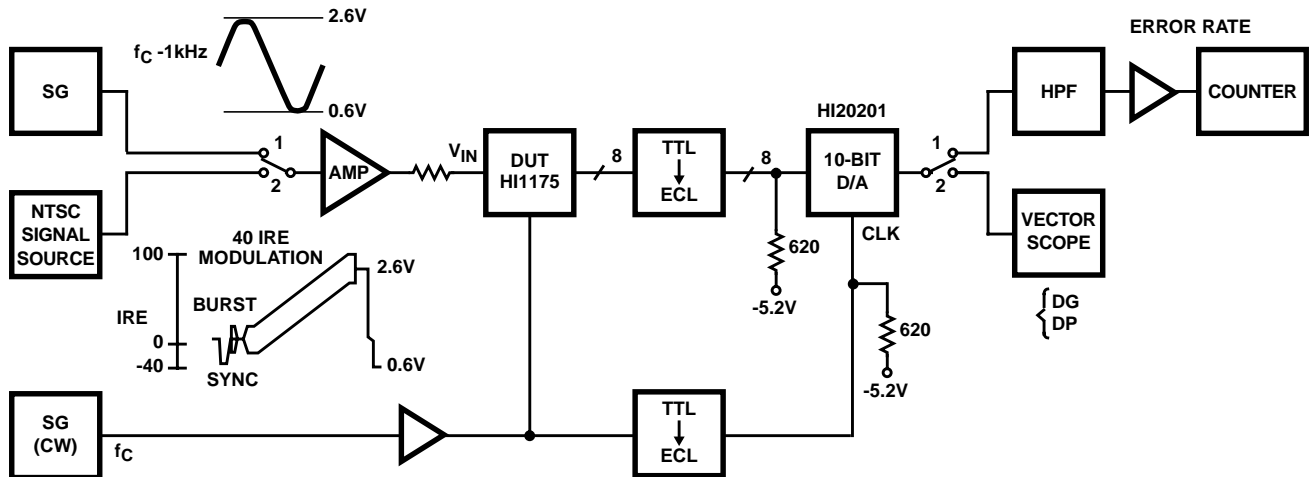 2.6V
f_C -1kHz
0.6V
ERROR RATE
SG
1
2
AMP
V_IN
DUT
HI1175
8
TTL
ECL
8
HI20201
10-BIT
D/A
CLK
1
2
HPF
COUNTER
VECTOR
SCOPE
DG
DP
NTSC
SIGNAL
SOURCE
40 IRE
MODULATION
100
IRE
0
-40
BURST
SYNC
2.6V
0.6V
620
-5.2V
620
-5.2V
SG
(CW)
f_C
TTL
ECL